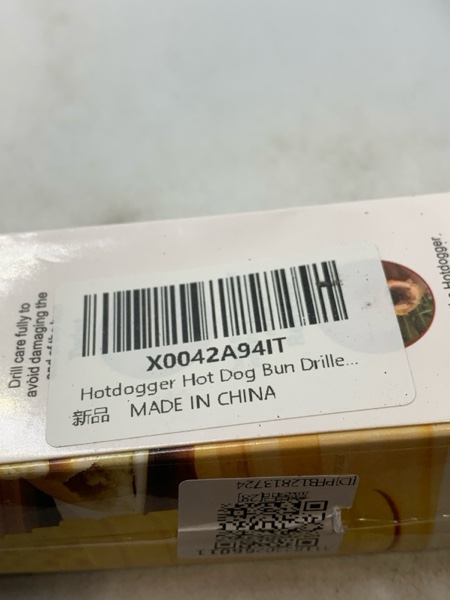 Drill care fully to
avoid damaging the
Hotdogger.
X0042A94IT
Hotdogger Hot Dog Bun Drille...
新品 MADE IN CHINA
[D]PFB12813724